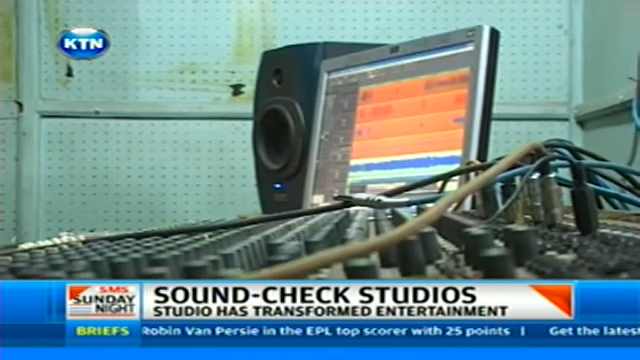 KTN
SMS
SUNDAY
NIGHT
SOUND-CHECK STUDIOS
STUDIO HAS TRANSFORMED ENTERTAINMENT
BRIEFS
Robin Van Persie in the EPL top scorer with 25 points | Get the latest